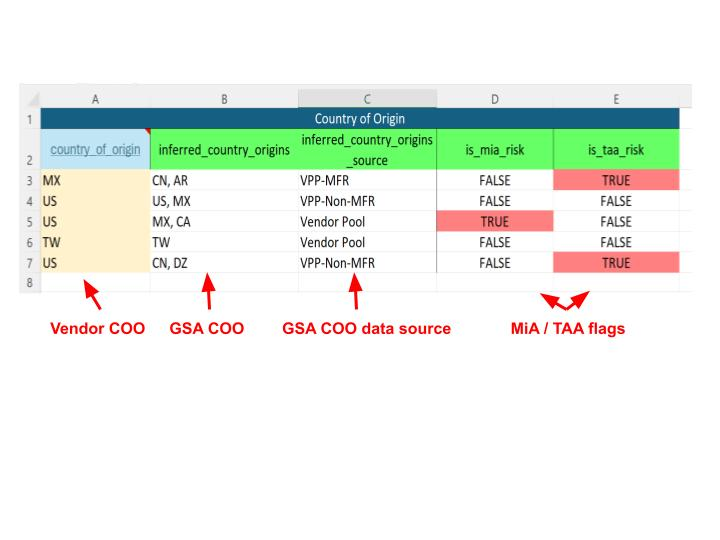 A B C D E
1 Country of Origin
2 country_of_origin inferred_country_origins inferred_country_origins_source is_mia_risk is_taa_risk
3 MX CN, AR VPP-MFR FALSE TRUE
4 US US, MX VPP-Non-MFR FALSE FALSE
5 US MX, CA Vendor Pool TRUE FALSE
6 TW TW Vendor Pool FALSE FALSE
7 US CN, DZ VPP-Non-MFR FALSE TRUE
8
Vendor COO GSA COO GSA COO data source MiA / TAA flags